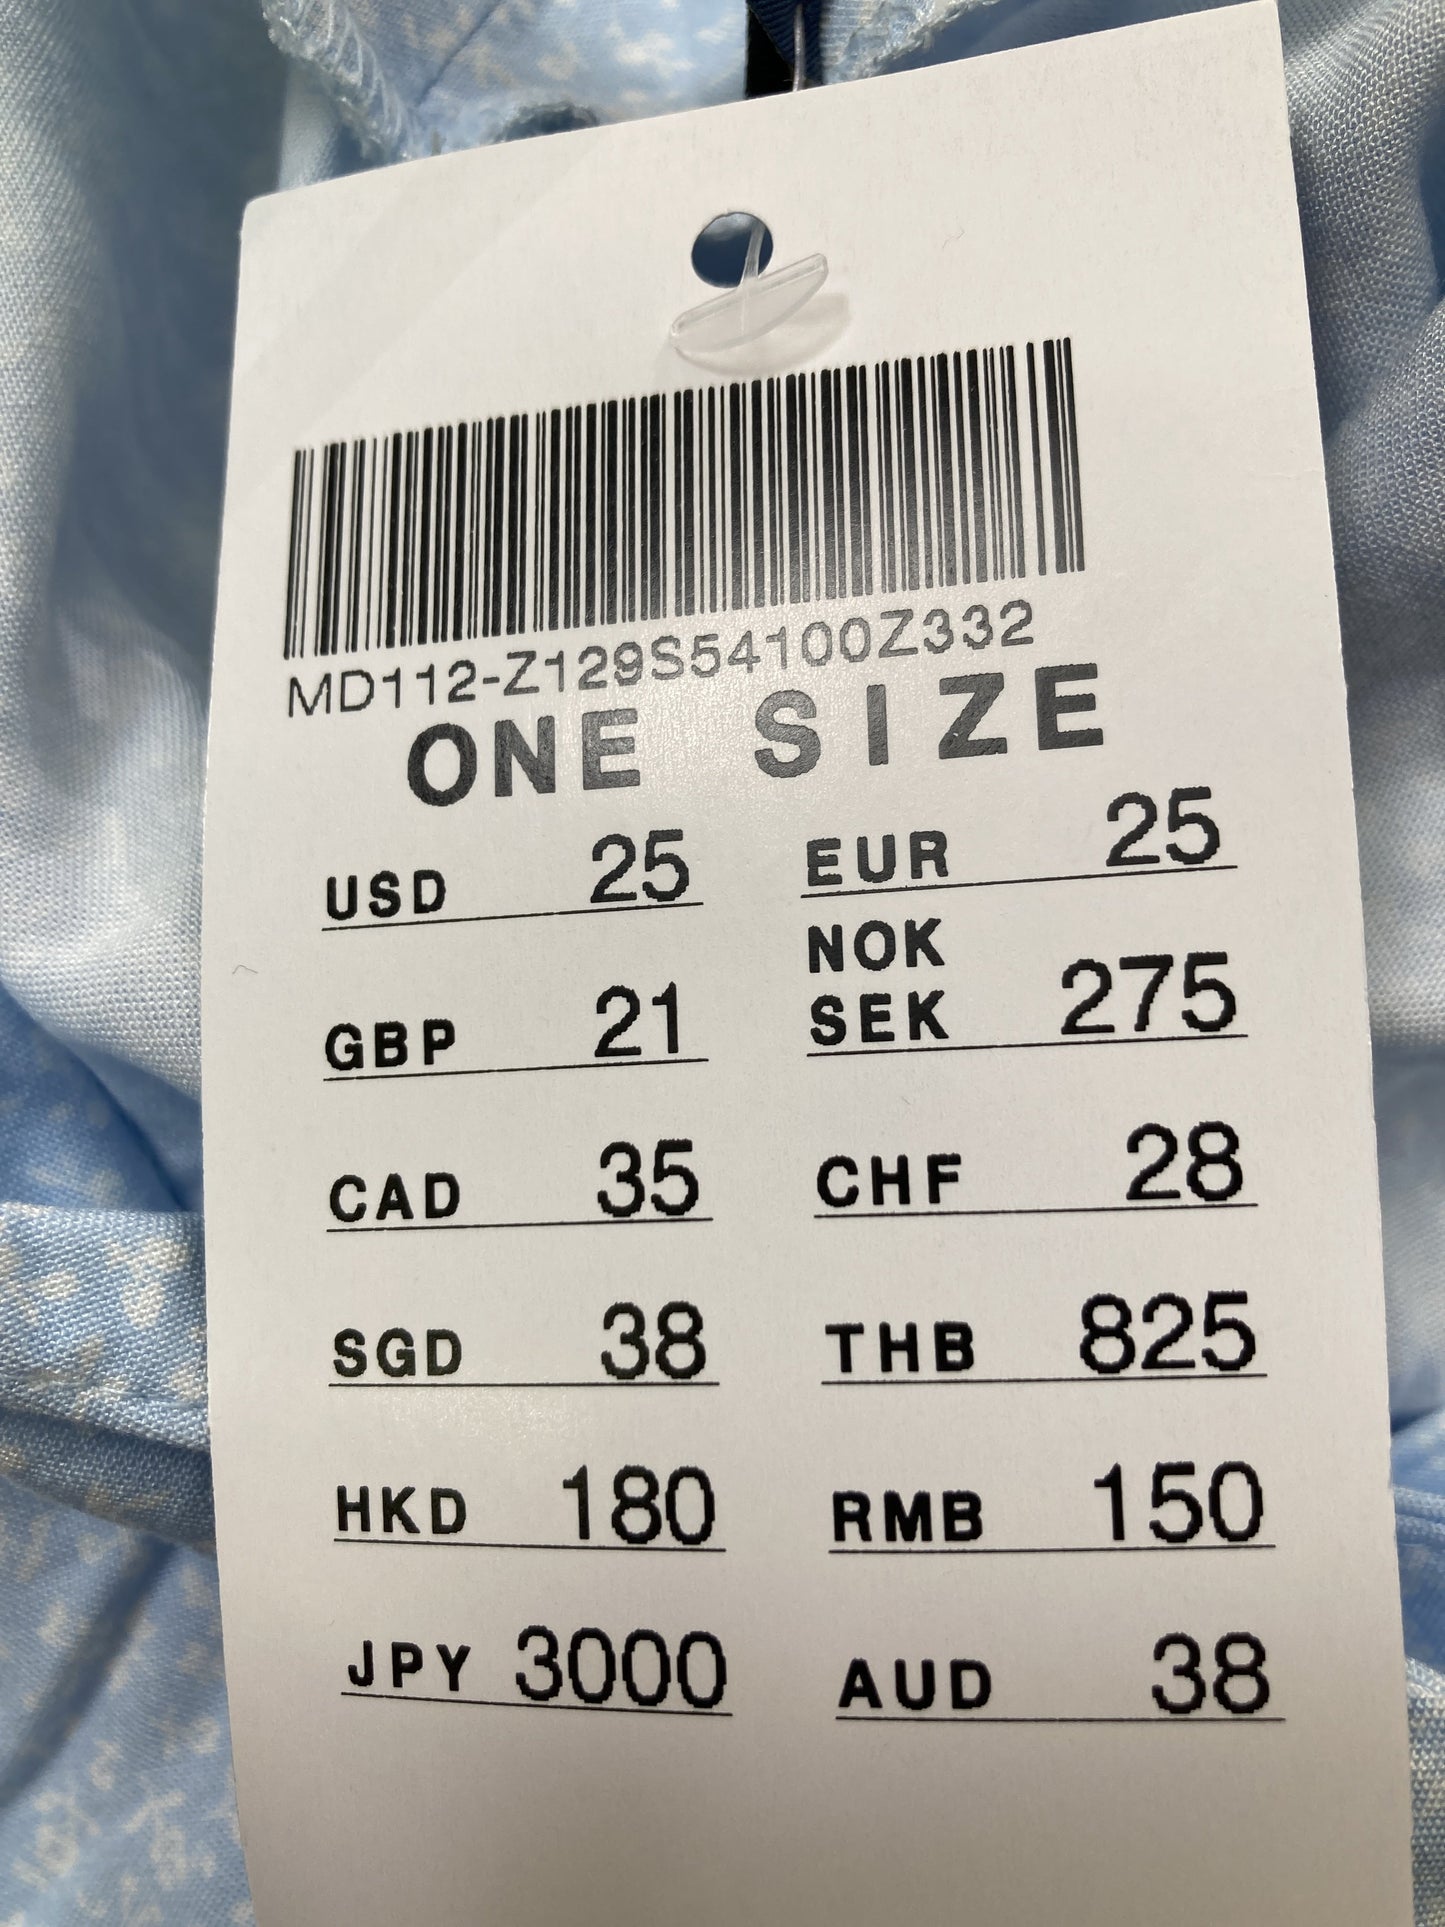 MD112-Z129S54100Z332
ONE SIZE
USD 25 EUR 25
NOK
GBP 21 SEK 275
CAD 35 CHF 28
SGD 38 THB 825
HKD 180 RMB 150
JPY 3000 AUD 38